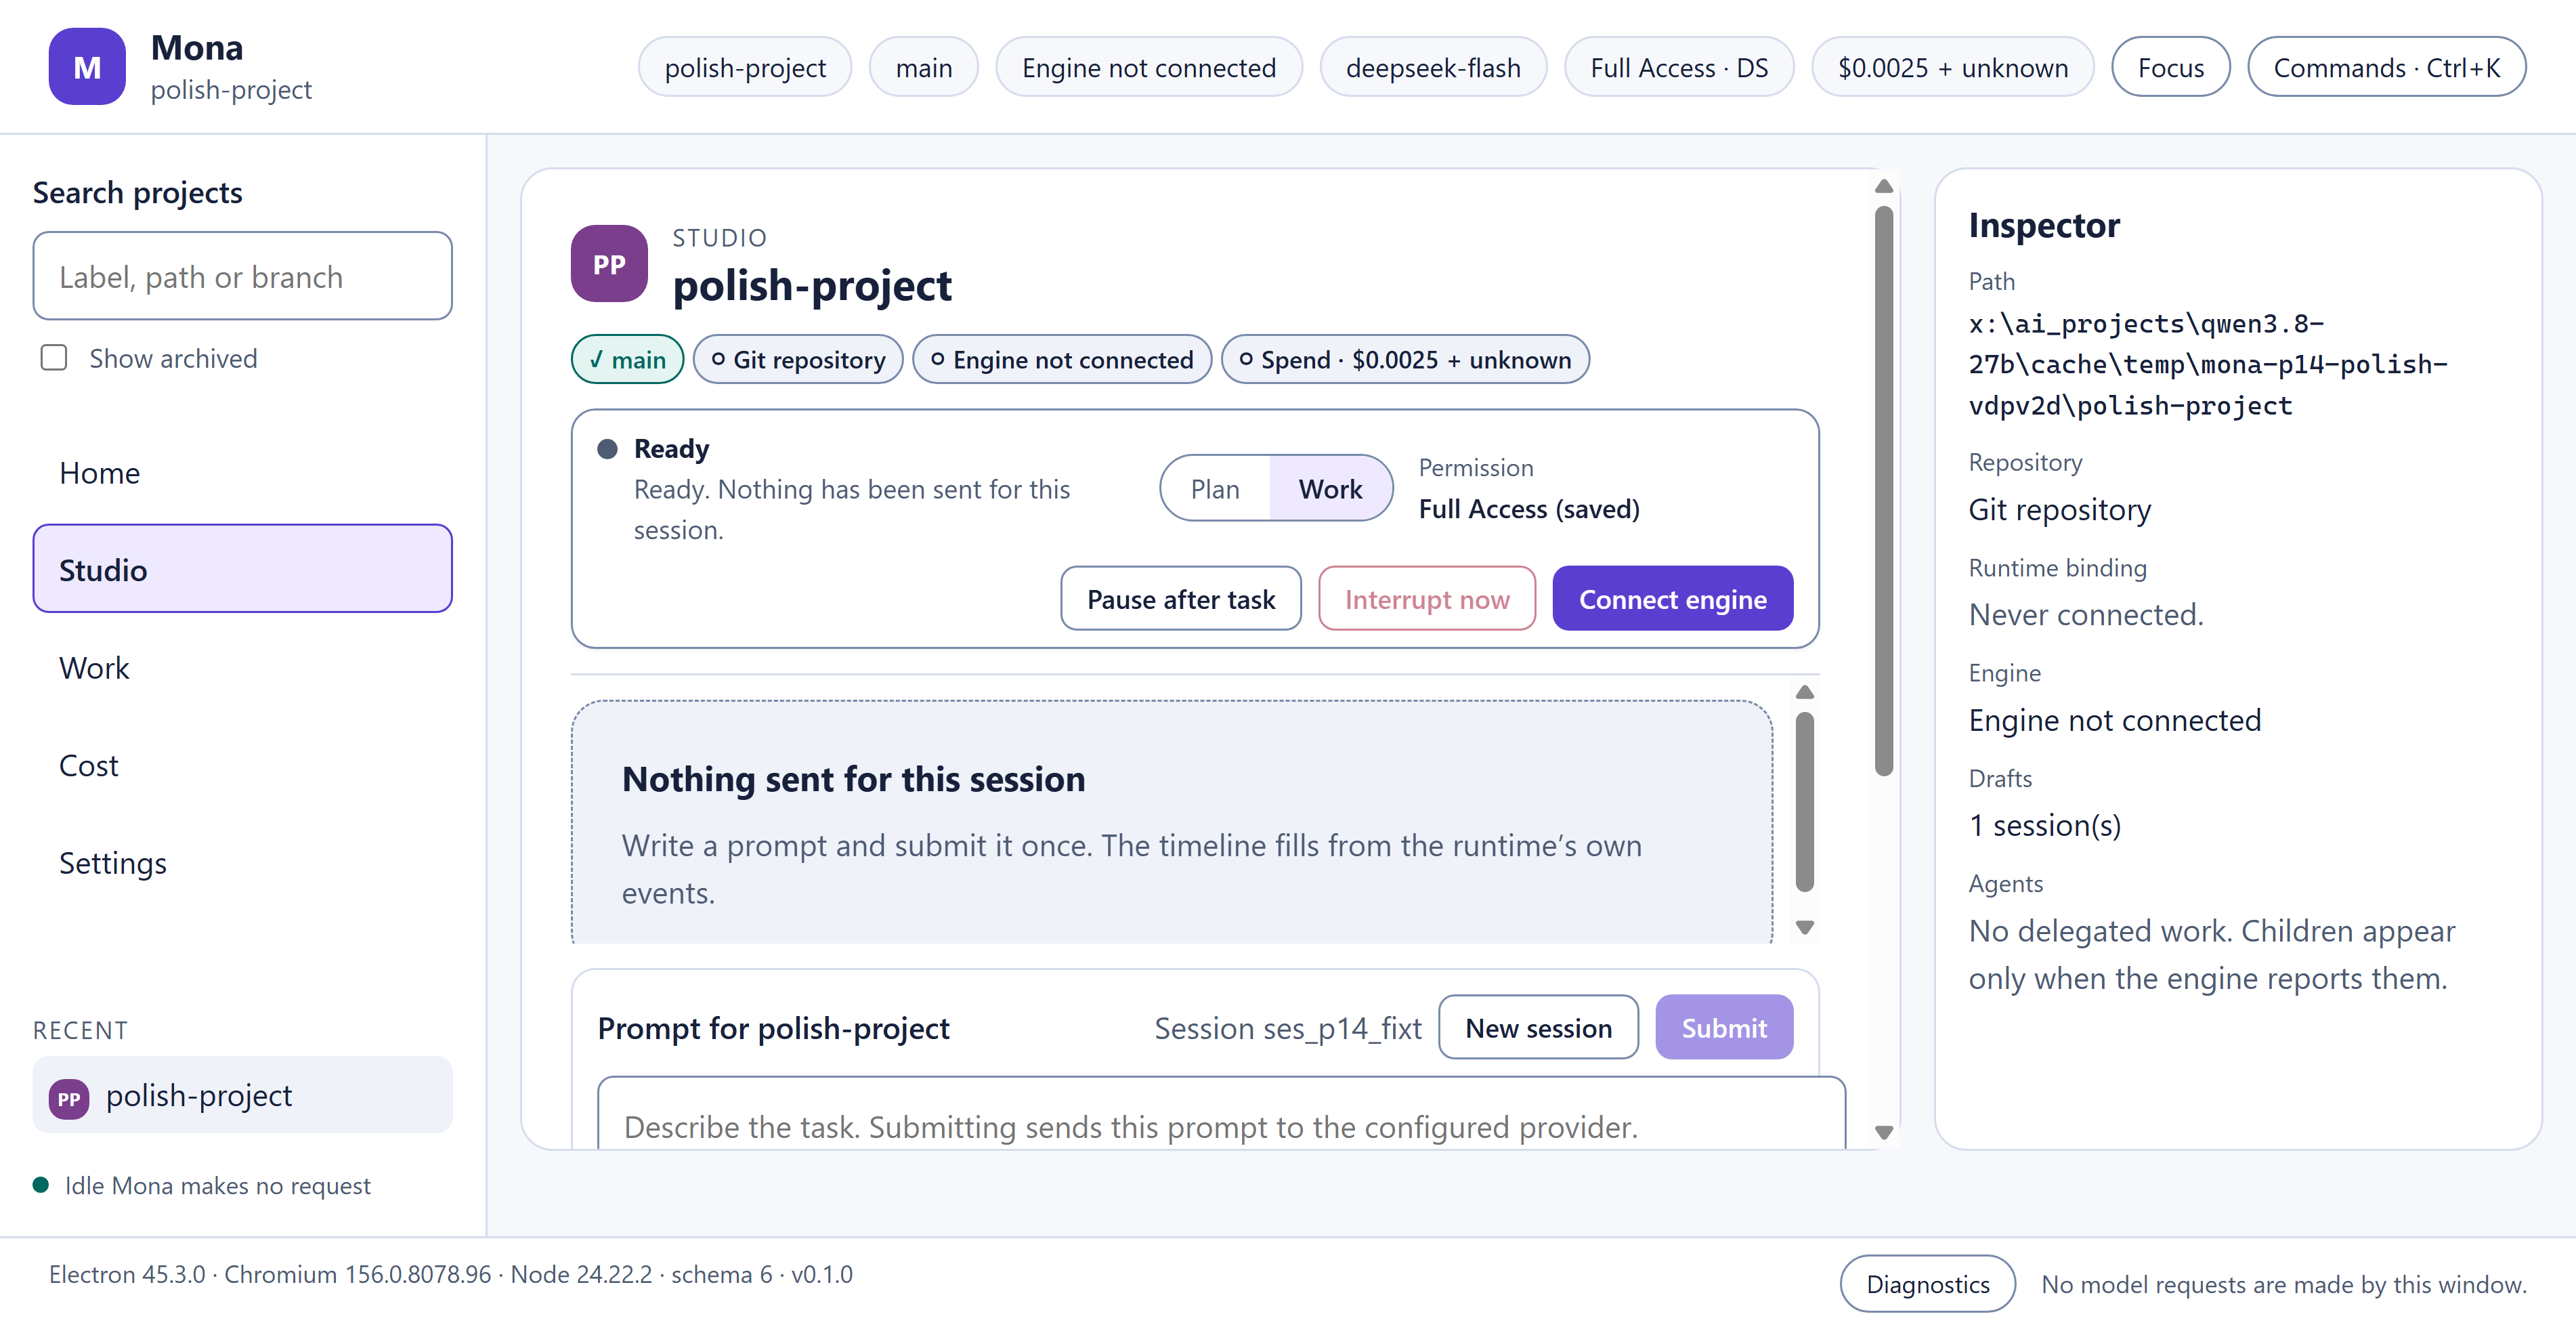 M
Mona
polish-project
polish-project
main
Engine not connected
deepseek-flash
Full Access · DS
$0.0025 + unknown
Focus
Commands · Ctrl+K
Search projects
Label, path or branch
Show archived
Home
Studio
Work
Cost
Settings
RECENT
PP polish-project
Idle Mona makes no request
PP
STUDIO
polish-project
✓ main
Git repository
Engine not connected
Spend · $0.0025 + unknown
Ready
Ready. Nothing has been sent for this
session.
Plan
Work
Permission
Full Access (saved)
Pause after task
Interrupt now
Connect engine
Nothing sent for this session
Write a prompt and submit it once. The timeline fills from the runtime’s own
events.
Prompt for polish-project
Session ses_p14_fixt
New session
Submit
Describe the task. Submitting sends this prompt to the configured provider.
Inspector
Path
x:\ai_projects\qwen3.8-
27b\cache\temp\mona-p14-polish-
vdpv2d\polish-project
Repository
Git repository
Runtime binding
Never connected.
Engine
Engine not connected
Drafts
1 session(s)
Agents
No delegated work. Children appear
only when the engine reports them.
Electron 45.3.0 · Chromium 156.0.8078.96 · Node 24.22.2 · schema 6 · v0.1.0
Diagnostics
No model requests are made by this window.